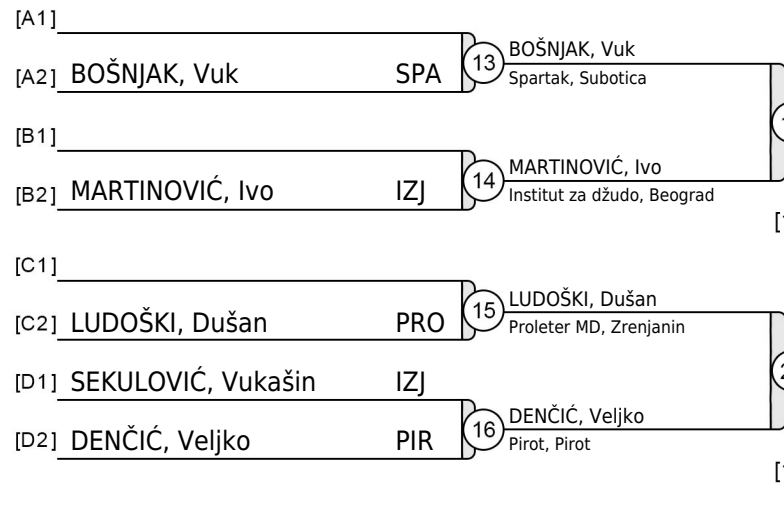 [A1]
[A2] BOŠNJAK, Vuk SPA
13
BOŠNJAK, Vuk
Spartak, Subotica
[B1]
[B2] MARTINOVIĆ, Ivo IZJ
14
MARTINOVIĆ, Ivo
Institut za džudo, Beograd
[C1]
[C2] LUDOŠKI, Dušan PRO
15
LUDOŠKI, Dušan
Proleter MD, Zrenjanin
[D1] SEKULOVIĆ, Vukašin IZJ
[D2] DENČIĆ, Veljko PIR
16
DENČIĆ, Veljko
Pirot, Pirot